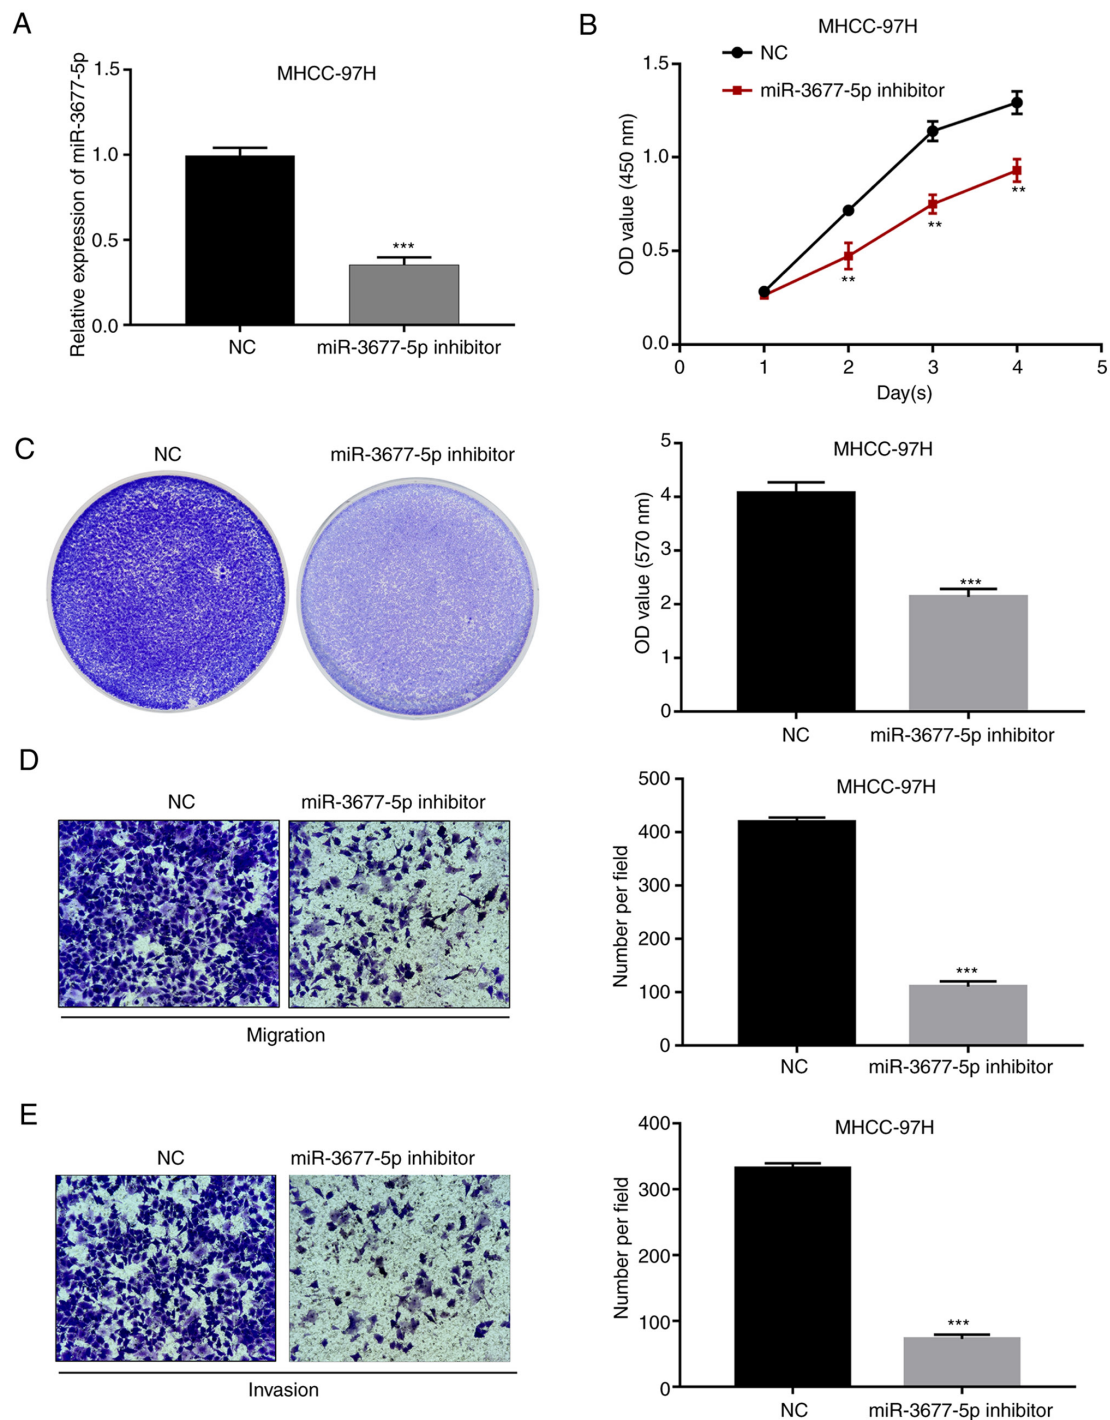 A
MHCC-97H
Relative expression of miR-3677-5p
1.5
1.0
0.5
0.0
***
NC
miR-3677-5p inhibitor
B
MHCC-97H
NC
miR-3677-5p inhibitor
OD value (450 nm)
1.5
1.0
0.5
0.0
**
**
**
0
1
2
3
4
5
Day(s)
C
NC
miR-3677-5p inhibitor
MHCC-97H
OD value (570 nm)
5
4
3
2
1
0
***
NC
miR-3677-5p inhibitor
D
NC
miR-3677-5p inhibitor
Migration
MHCC-97H
Number per field
500
400
300
200
100
0
***
NC
miR-3677-5p inhibitor
E
NC
miR-3677-5p inhibitor
Invasion
MHCC-97H
Number per field
400
300
200
100
0
***
NC
miR-3677-5p inhibitor